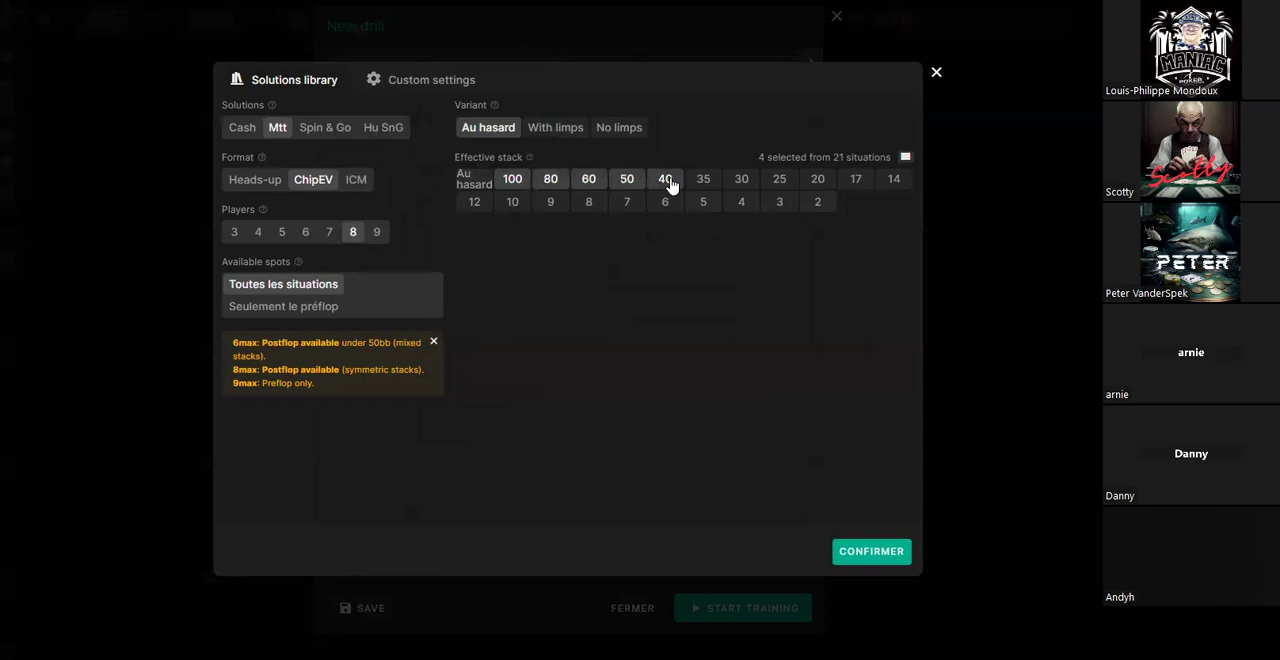 New drill
Solutions library
Custom settings
Solutions
Cash Mtt Spin & Go Hu SnG
Format
Heads-up ChipEV ICM
Players
3 4 5 6 7 8 9
Available spots
Toutes les situations
Seulement le préflop
6max: Postflop available under 50bb (mixed
stacks).
8max: Postflop available (symmetric stacks).
9max: Preflop only.
Variant
Au hasard With limps No limps
Effective stack
4 selected from 21 situations
Au
hasard
100 80 60 50 40 35 30 25 20 17 14
12 10 9 8 7 6 5 4 3 2
CONFIRMER
SAVE
FERMER
START TRAINING
MANIAC
POKER
Louis-Philippe Mondoux
Scotty
Scotty
PETER
Peter VanderSpek
arnie
arnie
Danny
Danny
Andyh